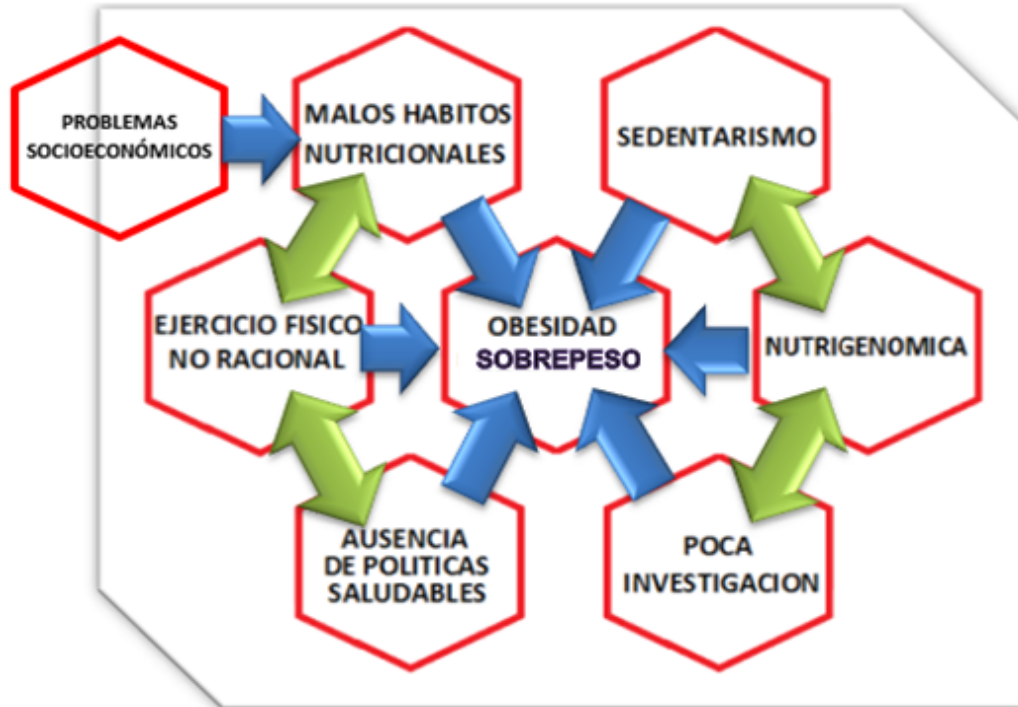 PROBLEMAS
SOCIOECONÓMICOS
MALOS HABITOS
NUTRICIONALES
SEDENTARISMO
EJERCICIO FISICO
NO RACIONAL
OBESIDAD
SOBREPESO
NUTRIGENOMICA
AUSENCIA
DE POLITICAS
SALUDABLES
POCA
INVESTIGACION